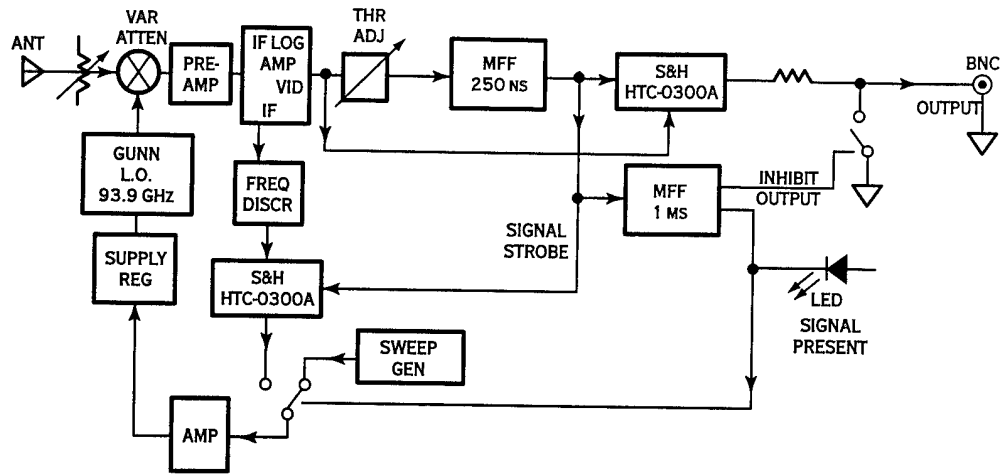 ANT
VAR
ATTEN
PRE-
AMP
IF LOG
AMP
VID
IF
THR
ADJ
MFF
250 NS
S&H
HTC-0300A
BNC
OUTPUT
GUNN
L.O.
93.9 GHz
FREQ
DISCR
SIGNAL
STROBE
MFF
1 MS
INHIBIT
OUTPUT
SUPPLY
REG
S&H
HTC-0300A
LED
SIGNAL
PRESENT
SWEEP
GEN
AMP